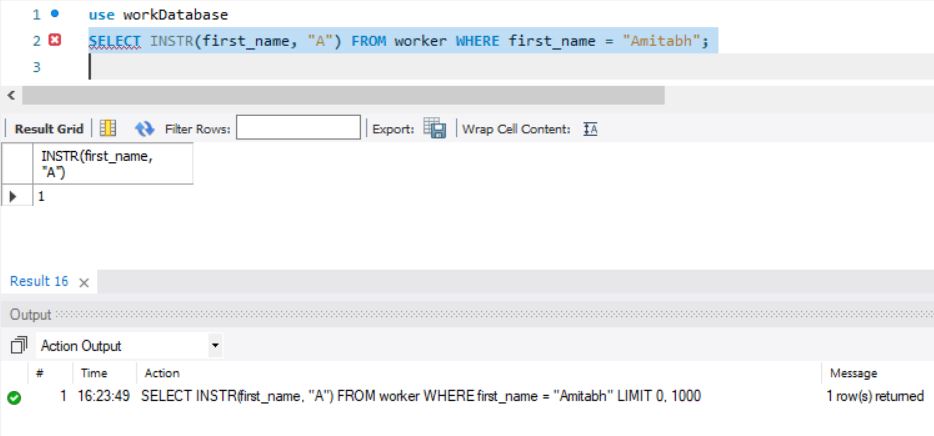 1 use workDatabase
2 SELECT INSTR(first_name, "A") FROM worker WHERE first_name = "Amitabh";
3
Result Grid Filter Rows: Export: Wrap Cell Content: IA
INSTR(first_name,
"A")
1
Result 16 ×
Output
Action Output
# Time Action Message
1 16:23:49 SELECT INSTR(first_name, "A") FROM worker WHERE first_name = "Amitabh" LIMIT 0, 1000 1 row(s) returned